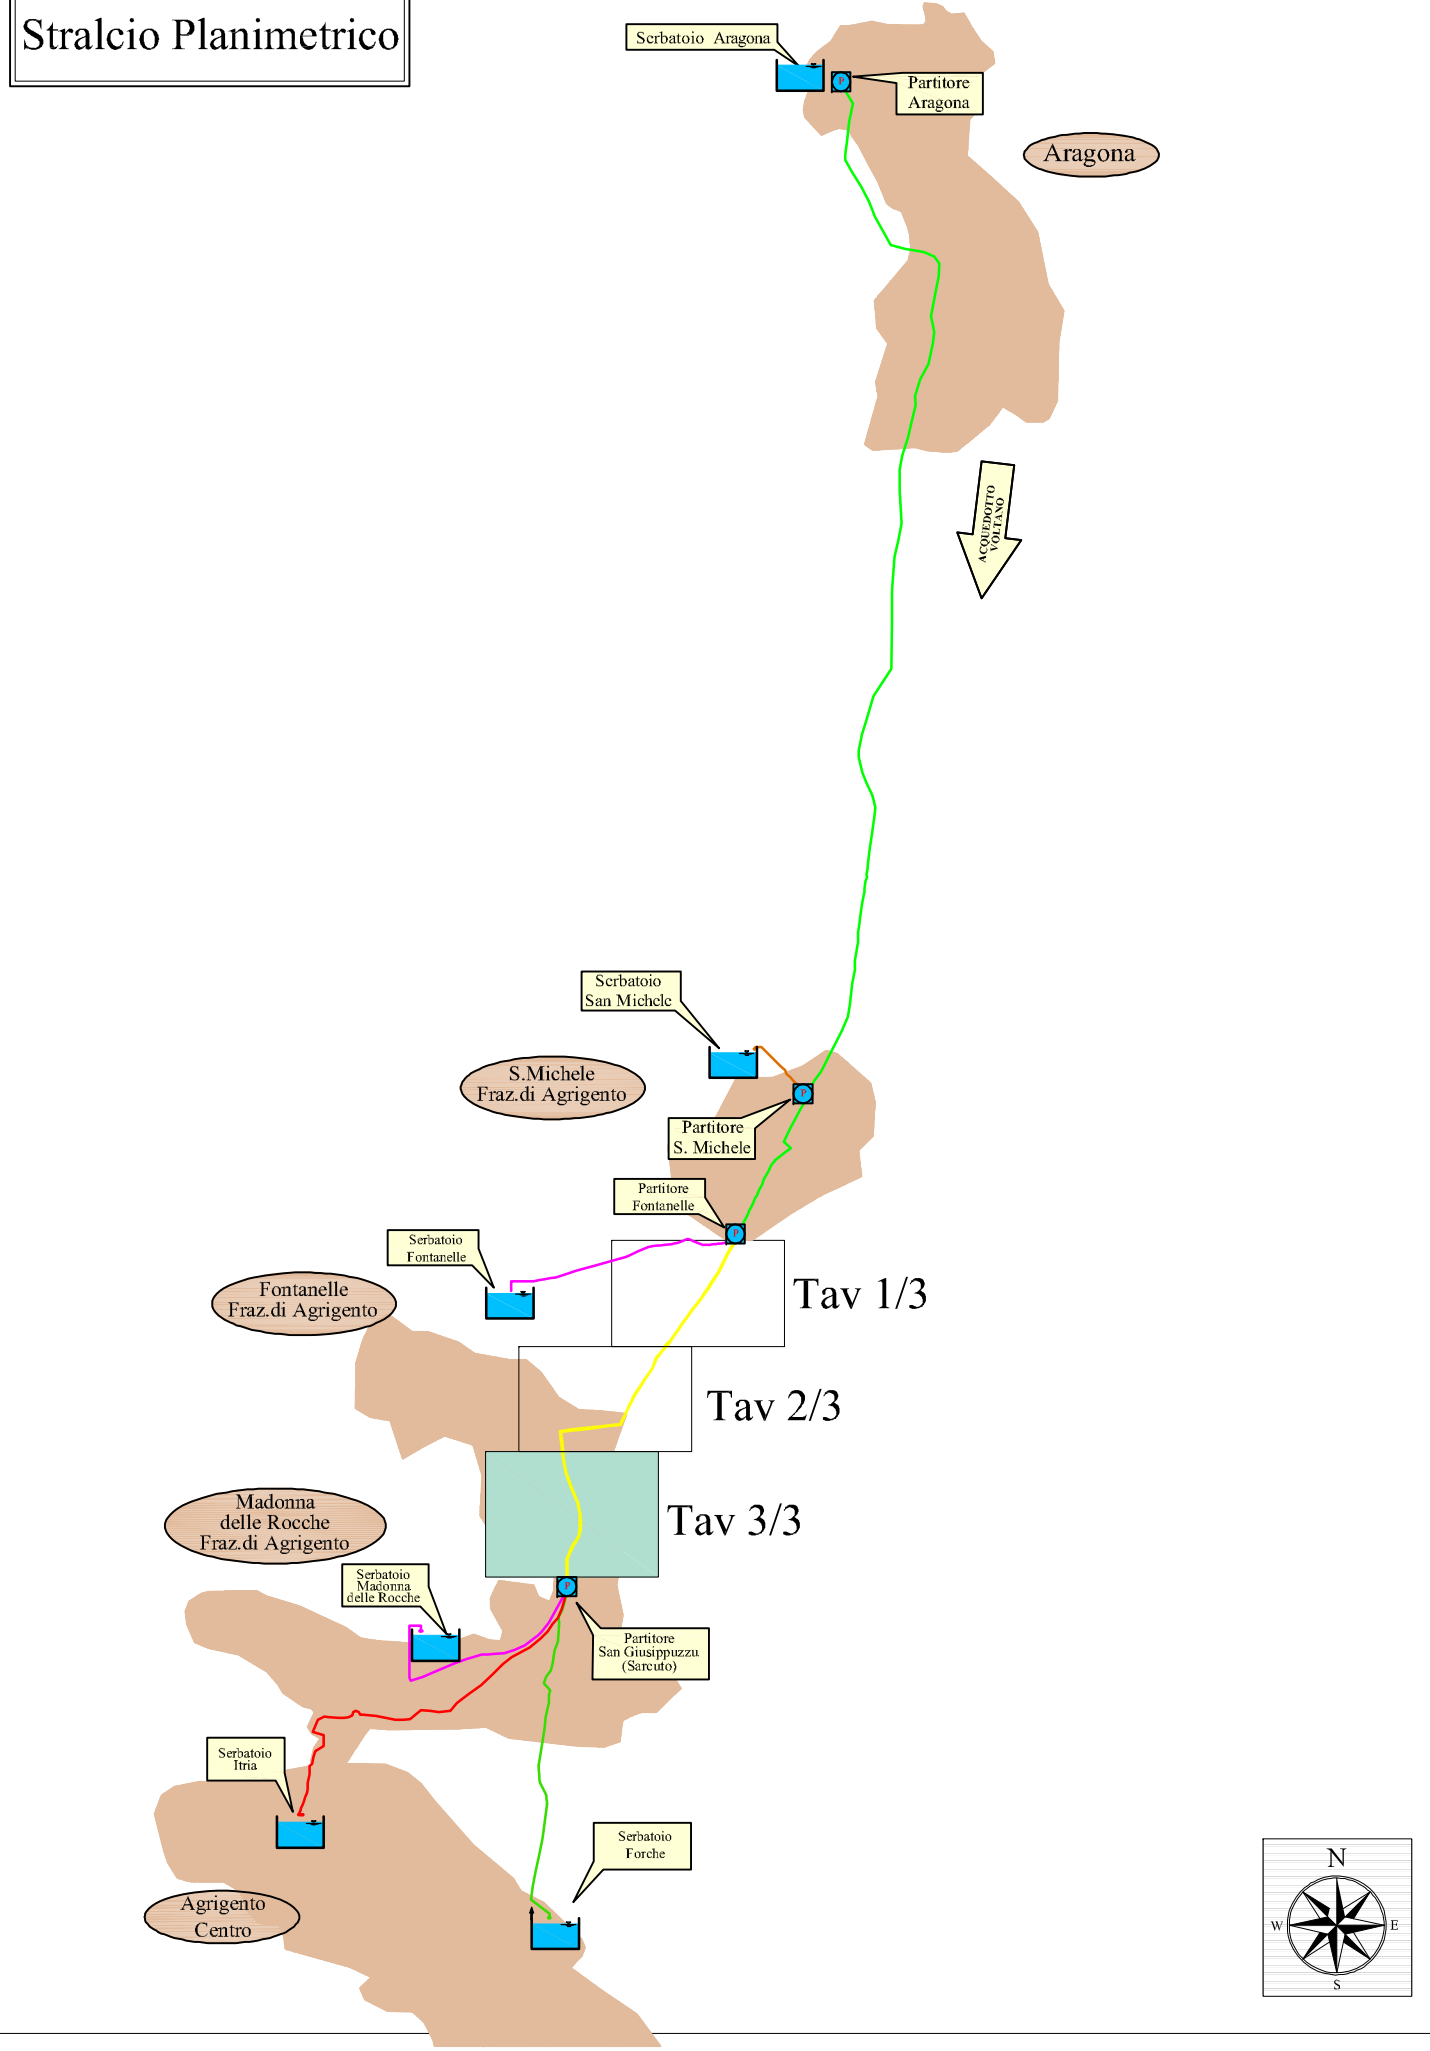 Stralcio Planimetrico
Serbatoio Aragona
P
Partitore
Aragona
Aragona
ACQUEDOTTO
VOLTANO
Serbatoio
San Michele
S.Michele
Fraz.di Agrigento
P
Partitore
S. Michele
Partitore
Fontanelle
P
Serbatoio
Fontanelle
Fontanelle
Fraz.di Agrigento
Tav 1/3
Tav 2/3
Tav 3/3
Madonna
delle Rocche
Fraz.di Agrigento
Serbatoio
Madonna
delle Rocche
P
Partitore
San Giusippuzzu
(Sarcuto)
Serbatoio
Itria
Serbatoio
Forche
Agrigento
Centro
N
W
E
S